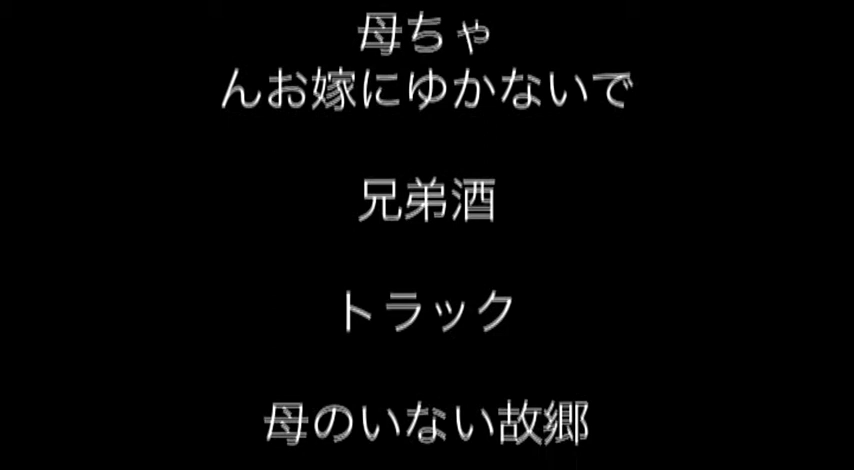 母ちゃ
んお嫁にゆかないで
兄弟酒
トラック
母のいない故郷